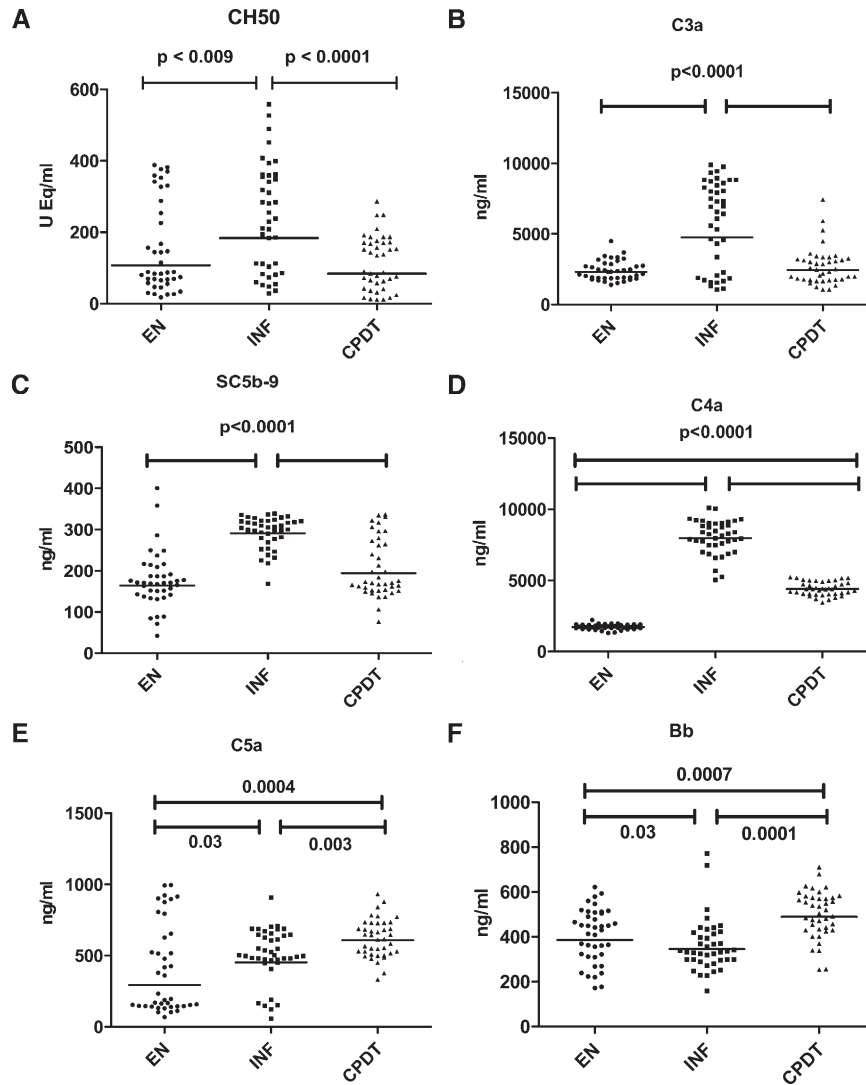 A
CH50
p < 0.009
p < 0.0001
600
400
200
0
U Eq/ml
EN
INF
CPDT
B
C3a
p<0.0001
15000
10000
5000
0
ng/ml
EN
INF
CPDT
C
SC5b-9
p<0.0001
500
400
300
200
100
0
ng/ml
EN
INF
CPDT
D
C4a
p<0.0001
15000
10000
5000
0
ng/ml
EN
INF
CPDT
E
C5a
0.0004
0.03
0.003
1500
1000
500
0
ng/ml
EN
INF
CPDT
F
Bb
0.0007
0.03
0.0001
1000
800
600
400
200
0
ng/ml
EN
INF
CPDT